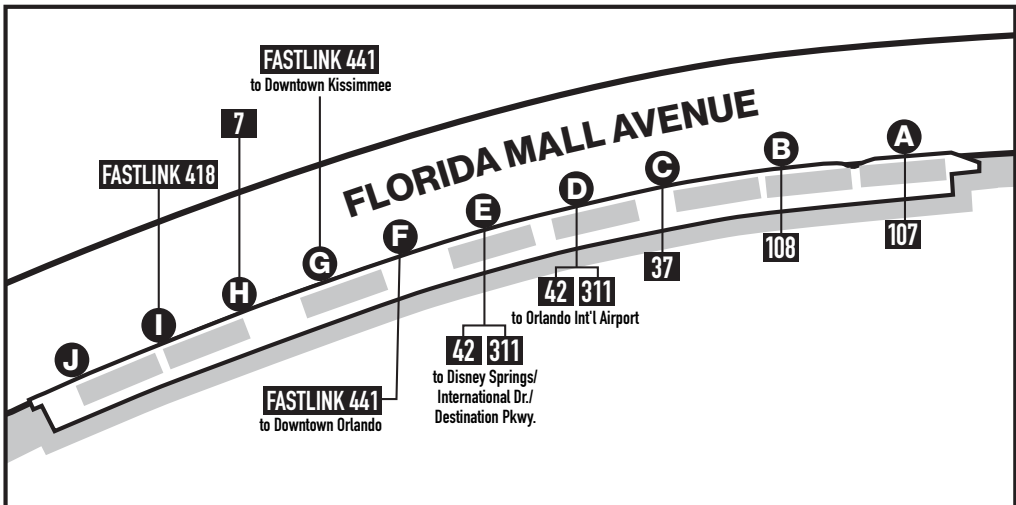 FASTLINK 441
to Downtown Kissimmee
7
FASTLINK 418
FLORIDA MALL AVENUE
A
B
C
D
E
F
G
H
I
J
107
108
37
42 311
to Orlando Int'l Airport
42 311
to Disney Springs/
International Dr./
Destination Pkwy.
FASTLINK 441
to Downtown Orlando